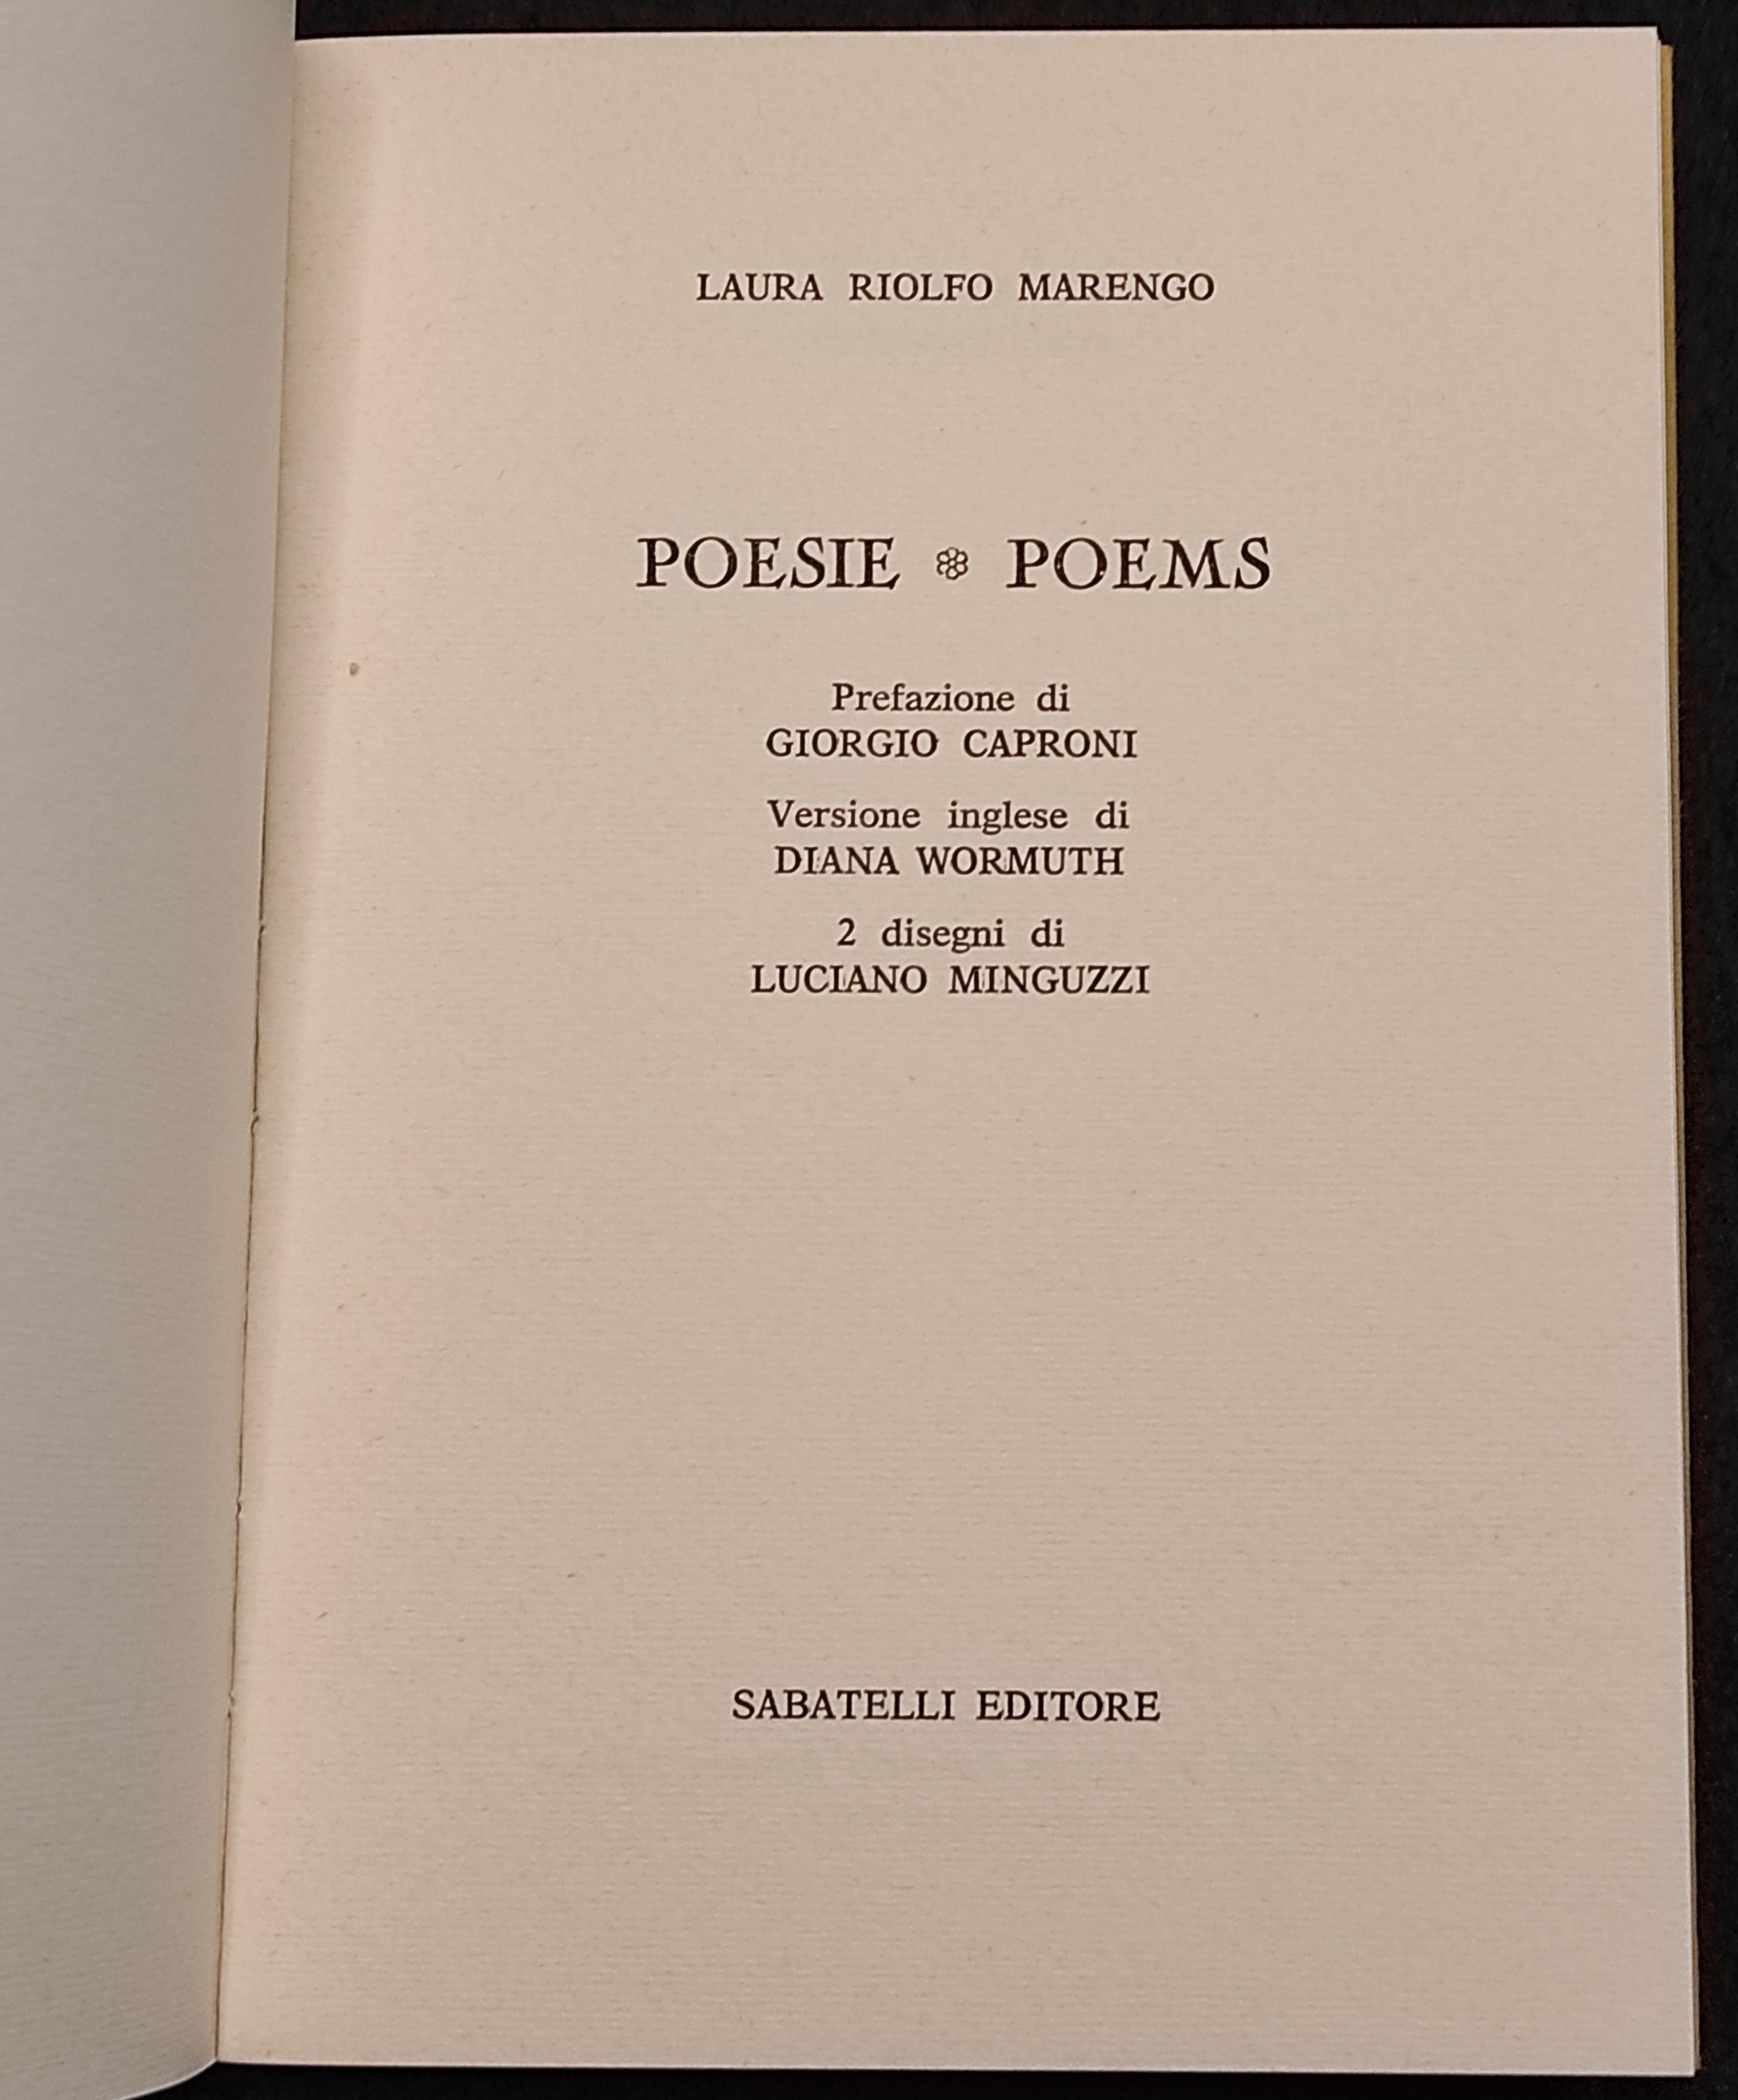 LAURA RIOLFO MARENGO
POESIE ❀ POEMS
Prefazione di
GIORGIO CAPRONI
Versione inglese di
DIANA WORMUTH
2 disegni di
LUCIANO MINGUZZI
SABATELLI EDITORE